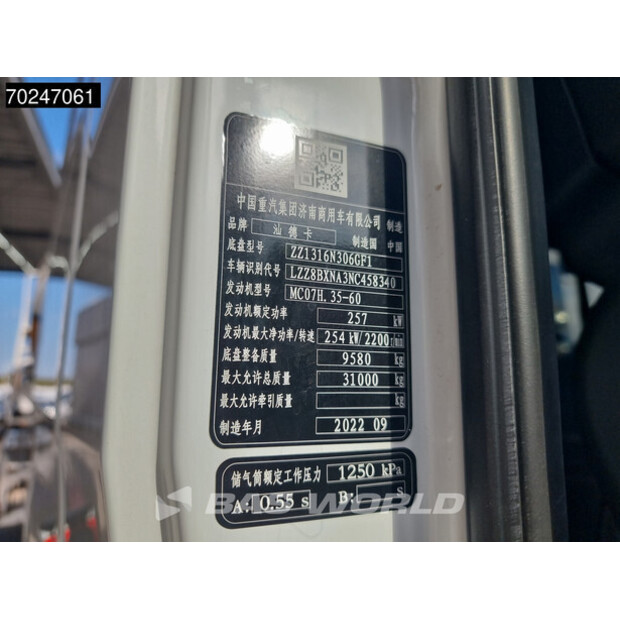 70247061
中国重汽集团济南商用车有限公司 制造
品牌 汕德卡 制造国 中国
底盘型号 ZZ1316N306GF1
车辆识别代号 LZZ8BXNA3NC458340
发动机型号 MC07H.35-60
发动机额定功率 257 kW
发动机最大净功率/转速 254 kW/2200 r/min
底盘整备质量 9580 kg
最大允许总质量 31000 kg
最大允许牵引质量 kg
制造年月 2022 09
储气筒额定工作压力 1250 kPa
A: 0.55 s B: s
BAS WORLD